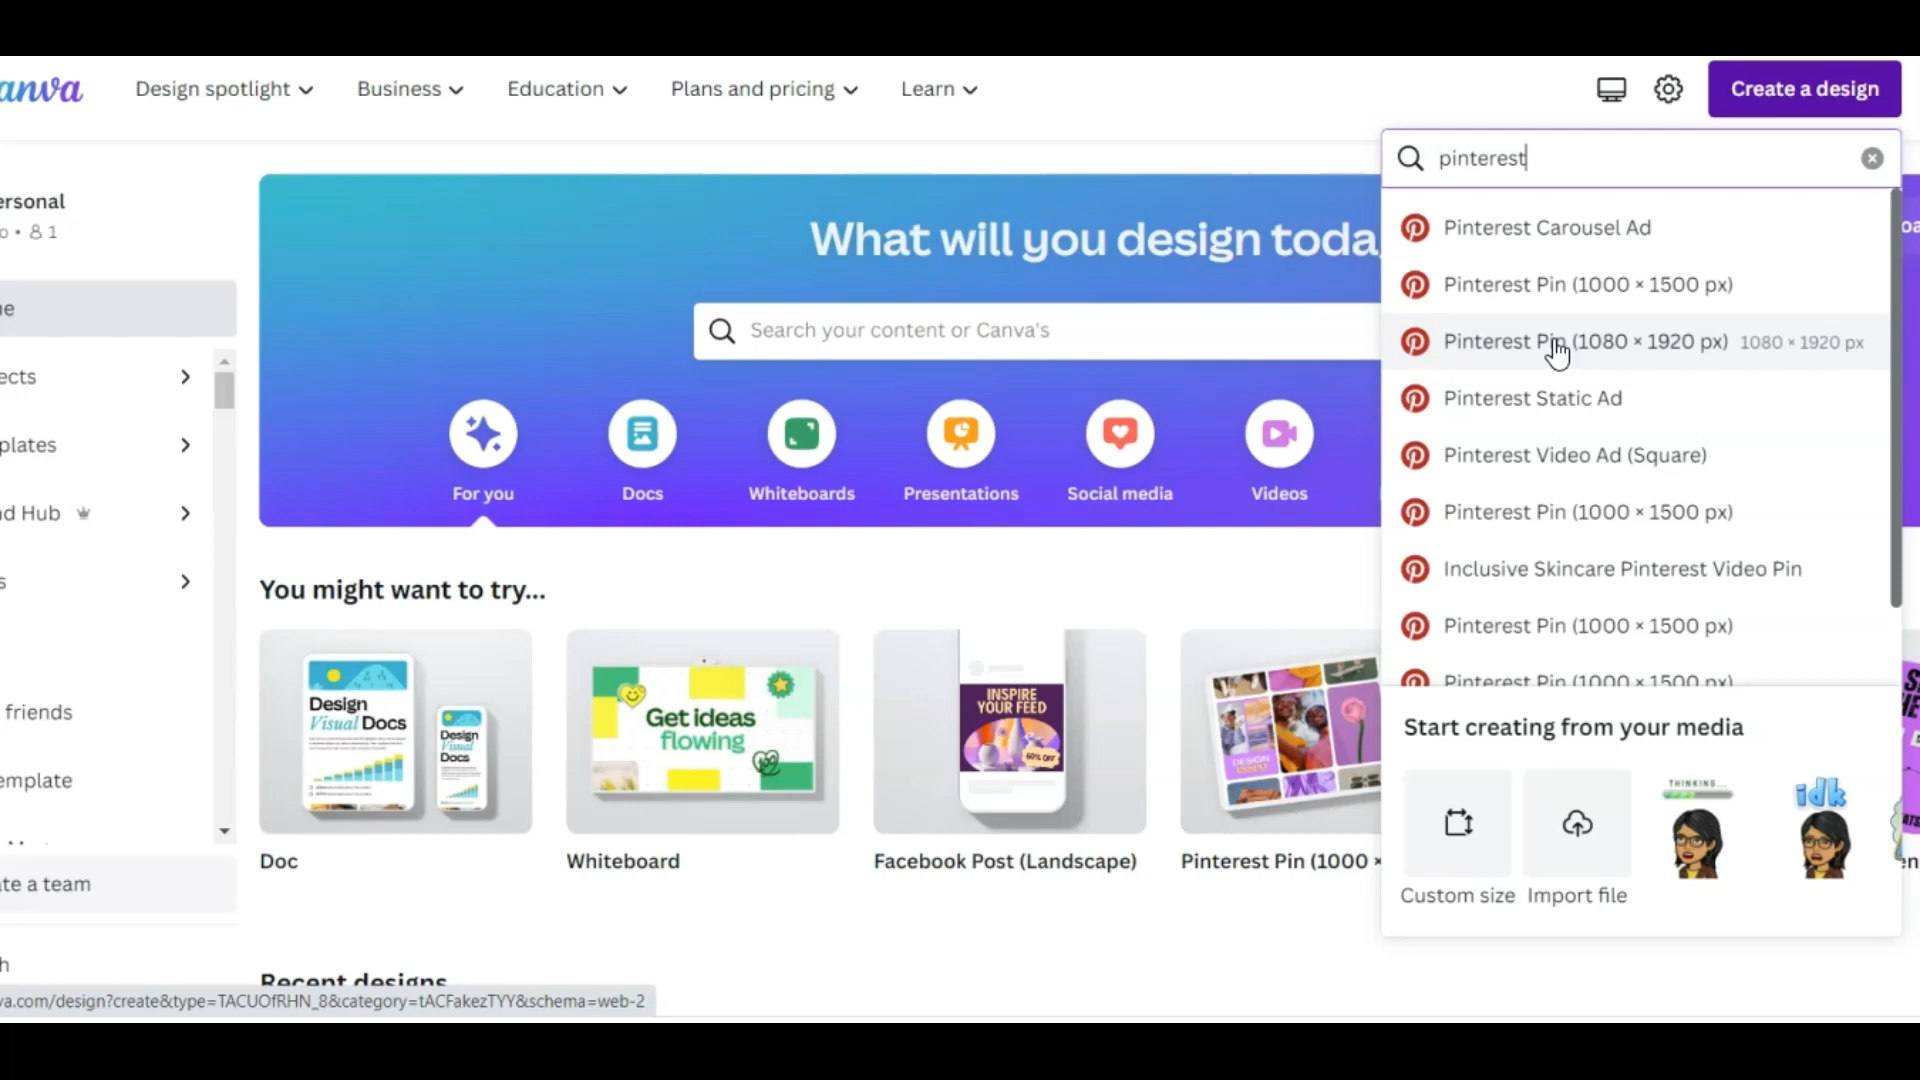 anva
Design spotlight
Business
Education
Plans and pricing
Learn
Create a design
pinterest
Pinterest Carousel Ad
Pinterest Pin (1000 × 1500 px)
Pinterest Pin (1080 × 1920 px) 1080 × 1920 px
Pinterest Static Ad
Pinterest Video Ad (Square)
Pinterest Pin (1000 × 1500 px)
Inclusive Skincare Pinterest Video Pin
Pinterest Pin (1000 × 1500 px)
Pinterest Pin (1000 × 1500 px)
Start creating from your media
Custom size
Import file
THINKING...
idk
ersonal
o • 1
e
ects
plates
d Hub
s
friends
emplate
te a team
h
What will you design today
Search your content or Canva's
For you
Docs
Whiteboards
Presentations
Social media
Videos
You might want to try...
Design
Visual Docs
Design
Visual
Docs
Get ideas
flowing
INSPIRE
YOUR FEED
60% OFF
Doc
Whiteboard
Facebook Post (Landscape)
Pinterest Pin (1000 ×
Recent designs
va.com/design?create&type=TACUOfRHN_8&category=tACFakezTYY&schema=web-2